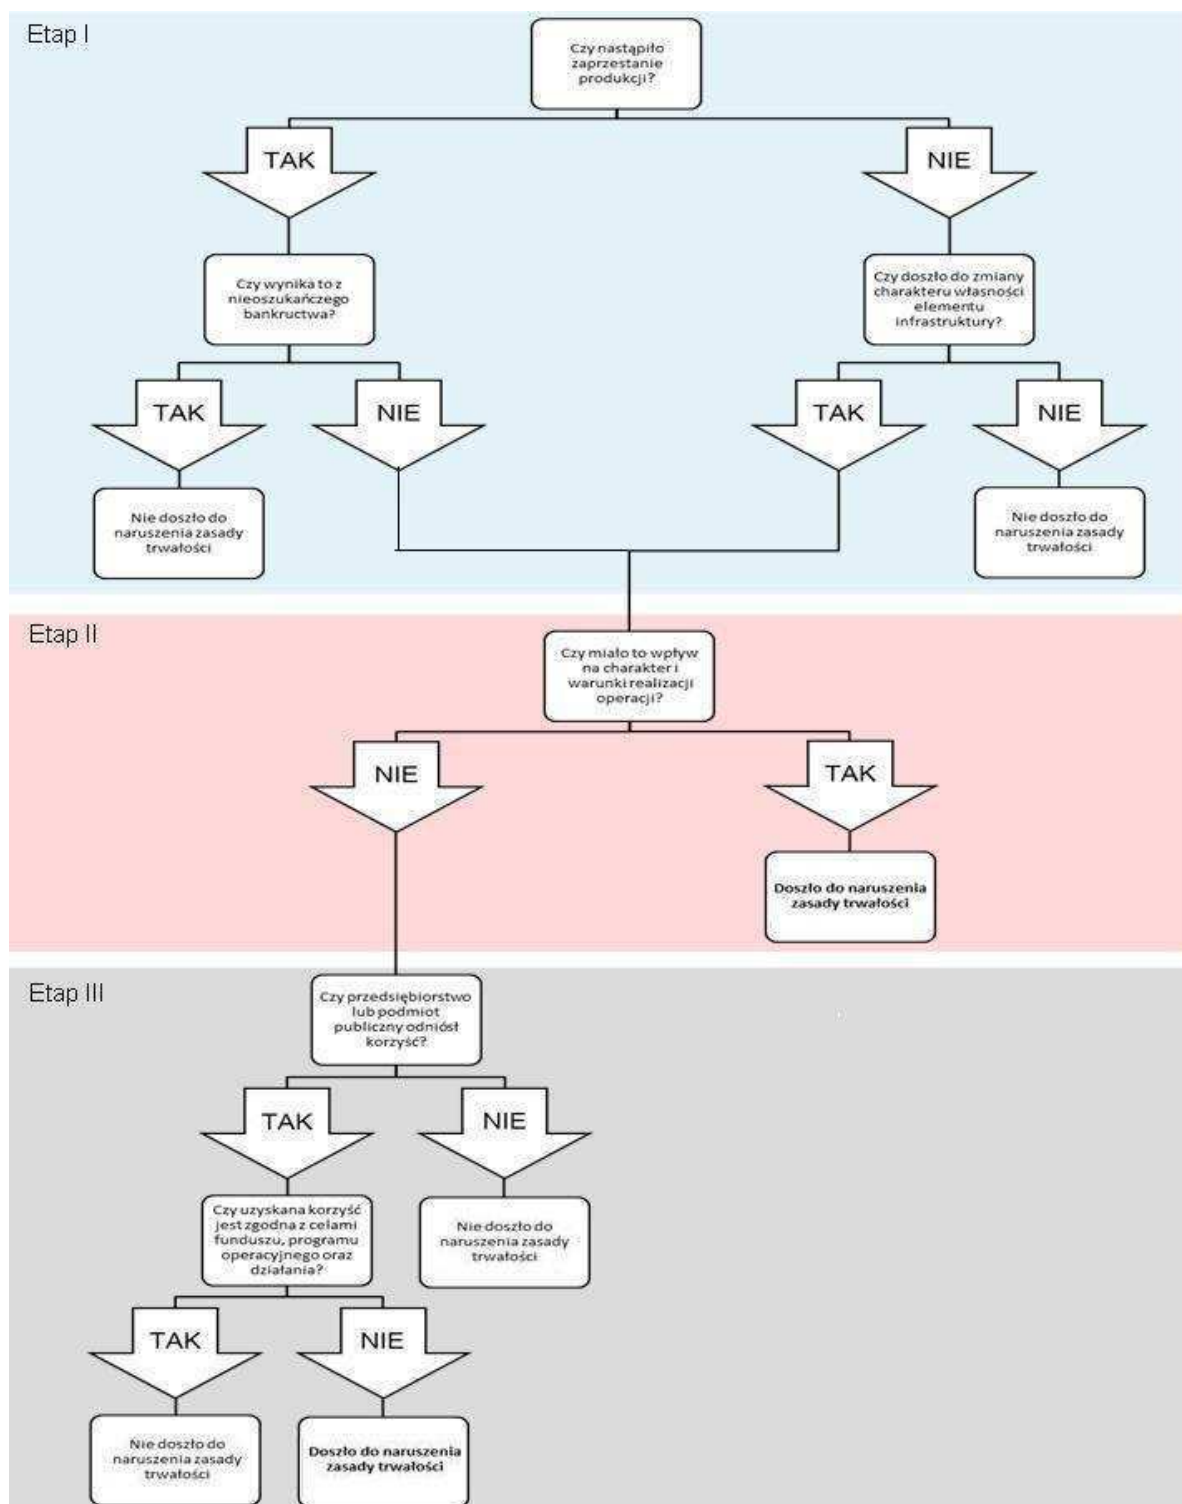 Etap I
Czy nastąpiło
zaprzestanie
produkcji?
TAK
NIE
Czy wynika to z
nieoszukańczego
bankructwa?
Czy doszło do zmiany
charakteru własności
elementu
infrastruktury?
TAK
NIE
TAK
NIE
Nie doszło do
naruszenia zasady
trwałości
Nie doszło do
naruszenia zasady
trwałości
Etap II
Czy miało to wpływ
na charakter i
warunki realizacji
operacji?
NIE
TAK
Doszło do naruszenia
zasady trwałości
Etap III
Czy przedsiębiorstwo
lub podmiot
publiczny odniósł
korzyść?
TAK
NIE
Czy uzyskana korzyść
jest zgodna z celami
funduszu, programu
operacyjnego oraz
działania?
Nie doszło do
naruszenia zasady
trwałości
TAK
NIE
Nie doszło do
naruszenia zasady
trwałości
Doszło do naruszenia
zasady trwałości